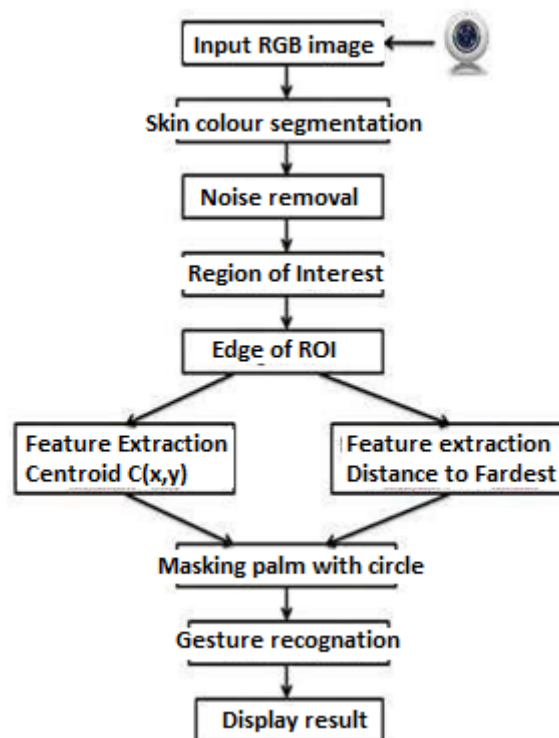 Input RGB image
Skin colour segmentation
Noise removal
Region of Interest
Edge of ROI
Feature Extraction
Centroid C(x,y)
Feature extraction
Distance to Fardest
Masking palm with circle
Gesture recognation
Display result